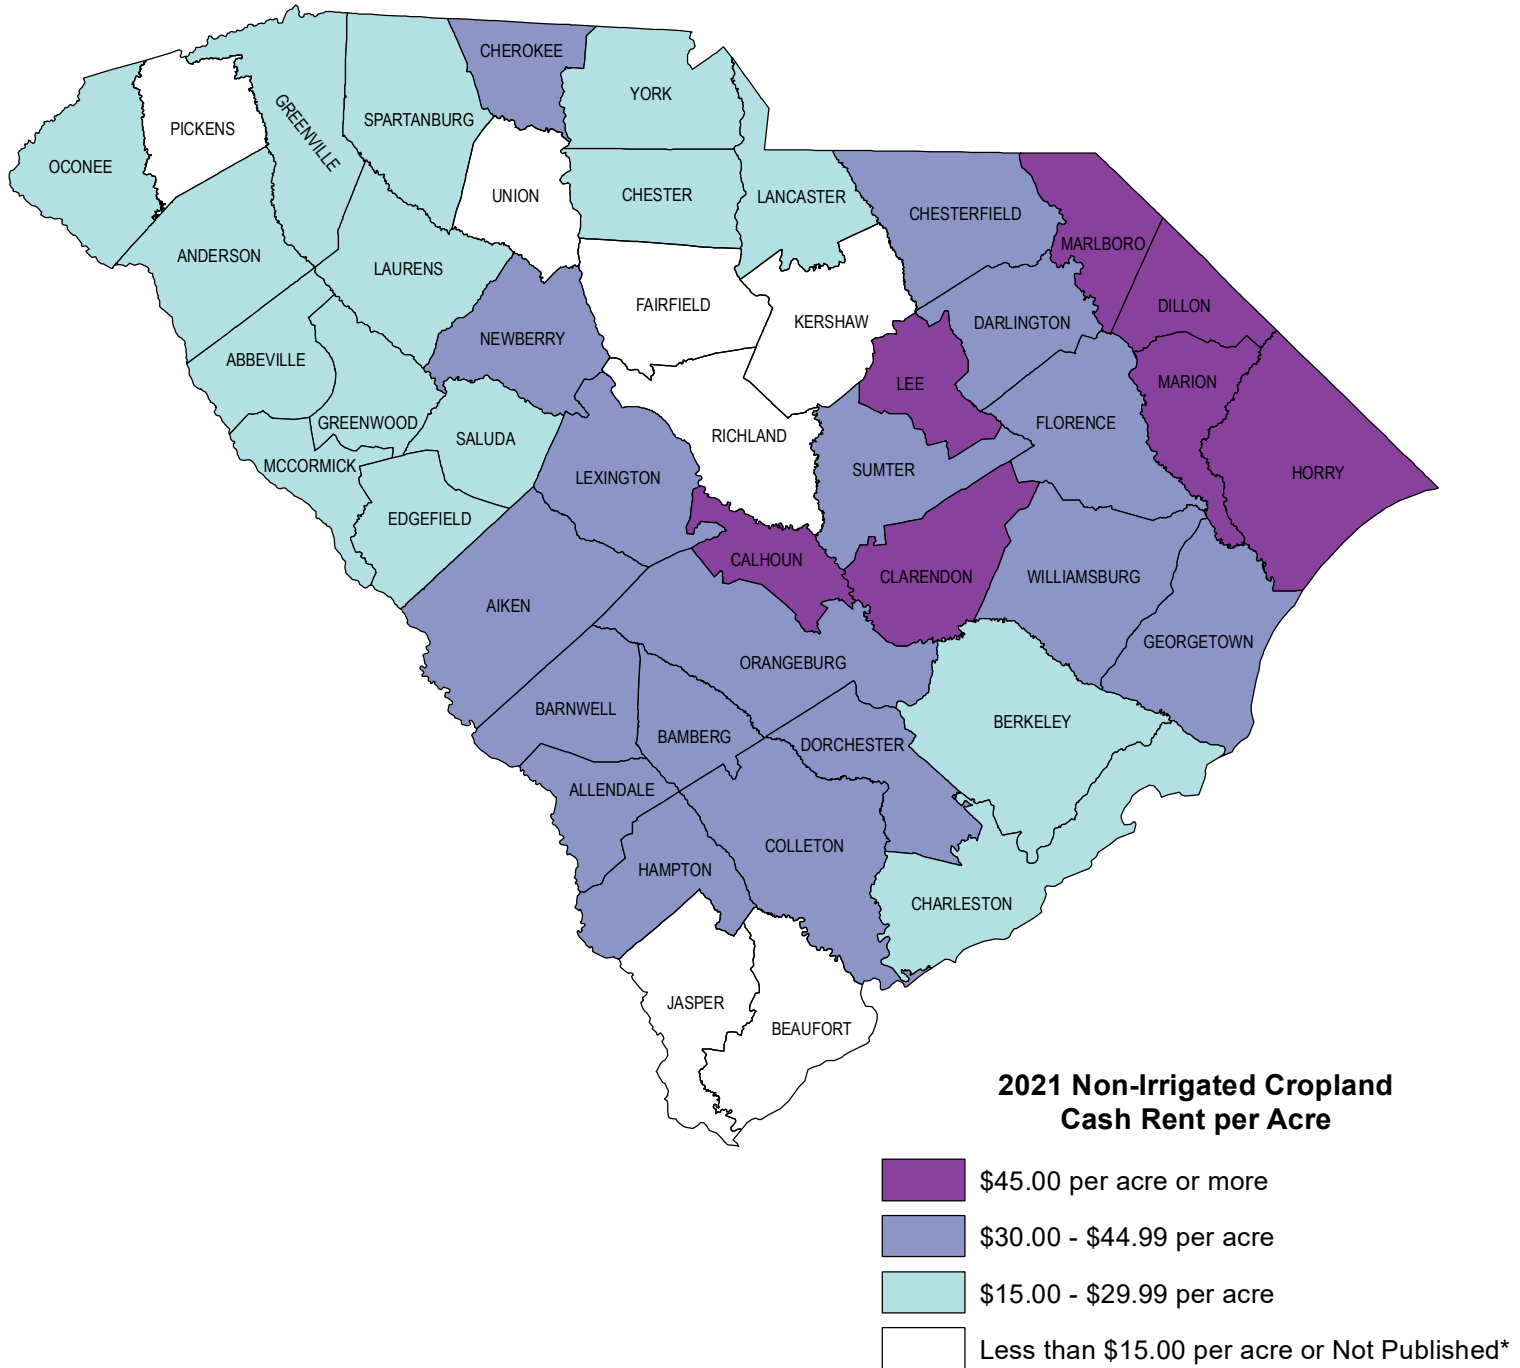 CHEROKEE
YORK
PICKENS
GREENVILLE
SPARTANBURG
OCONEE
UNION
CHESTER
LANCASTER
CHESTERFIELD
MARLBORO
ANDERSON
LAURENS
FAIRFIELD
KERSHAW
DARLINGTON
DILLON
NEWBERRY
ABBEVILLE
LEE
MARION
GREENWOOD
SALUDA
RICHLAND
FLORENCE
MCCORMICK
LEXINGTON
SUMTER
HORRY
EDGEFIELD
CALHOUN
CLARENDON
WILLIAMSBURG
AIKEN
GEORGETOWN
ORANGEBURG
BARNWELL
BAMBERG
DORCHESTER
BERKELEY
ALLENDALE
COLLETON
HAMPTON
CHARLESTON
JASPER
BEAUFORT
2021 Non-Irrigated Cropland
Cash Rent per Acre
$45.00 per acre or more
$30.00 - $44.99 per acre
$15.00 - $29.99 per acre
Less than $15.00 per acre or Not Published*